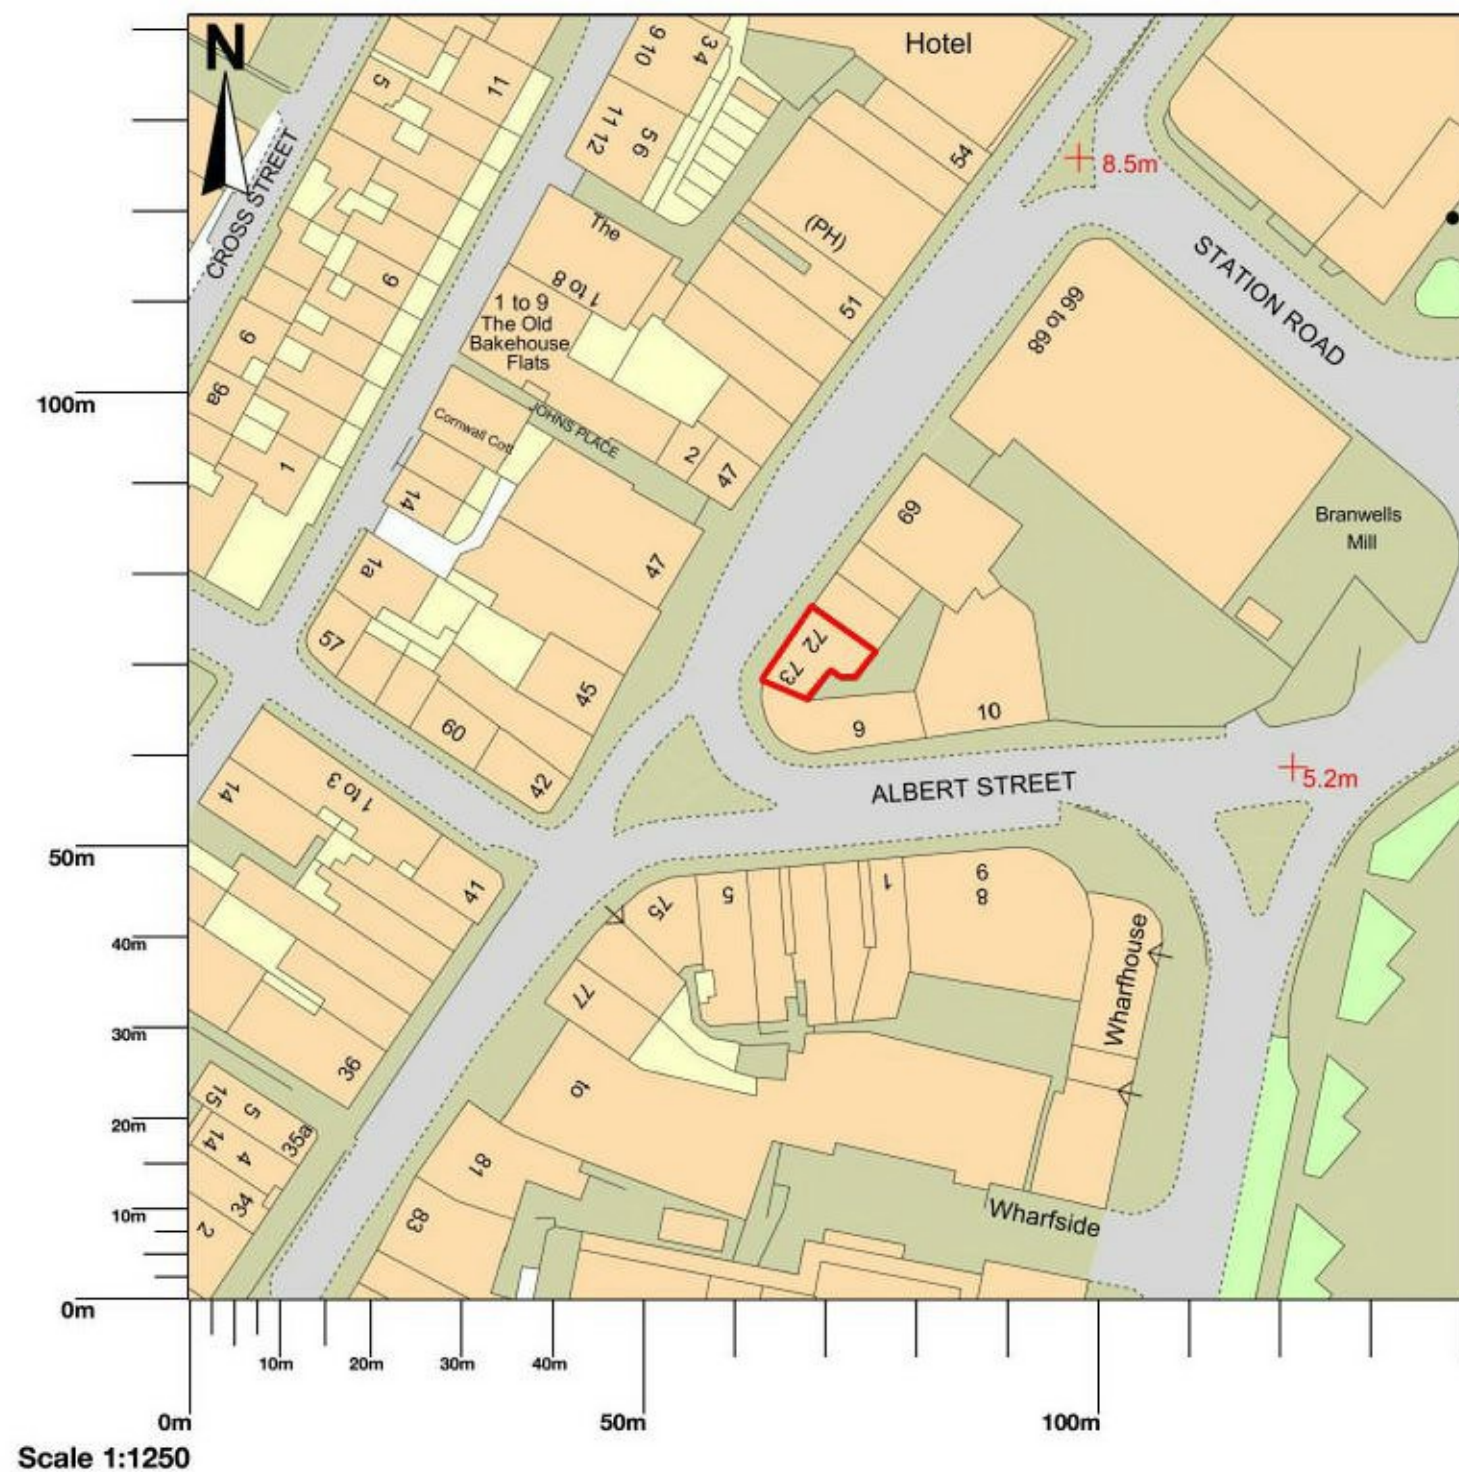 N
Hotel
9 10
3 4
5
11
11 12
5 6
54
8.5m
CROSS STREET
The
(PH)
STATION ROAD
9
1 to 8
51
66 to 68
1 to 9
The Old
Bakehouse
Flats
9
9a
100m
Cornwall Cott
JOHNS PLACE
2
47
1
14
69
Branwells
Mill
1a
47
57
72
73
45
60
9
10
42
ALBERT STREET
5.2m
14
1 to 3
50m
41
75
5
1
9
8
40m
Wharfhouse
77
30m
36
to
15
5
35a
20m
14
4
81
34
10m
2
83
Wharfside
0m
10m
20m
30m
40m
0m
50m
100m
Scale 1:1250